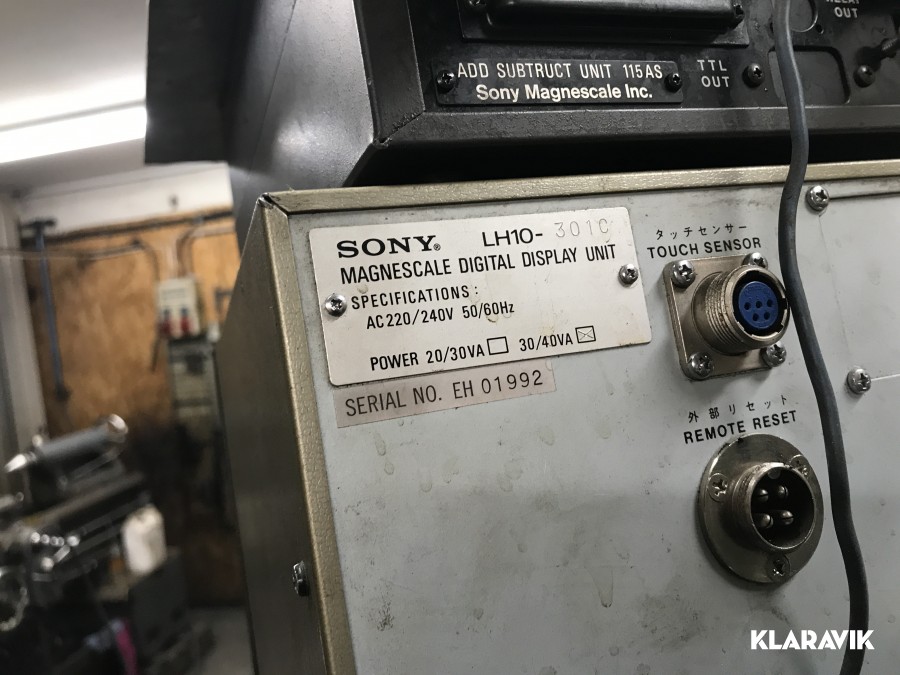 OUT
ADD SUBTRUCT UNIT 115AS
Sony Magnescale Inc.
TTL
OUT
SONY® LH10-301C
MAGNESCALE DIGITAL DISPLAY UNIT
SPECIFICATIONS:
AC220/240V 50/60Hz
POWER 20/30VA☐ 30/40VA☒
SERIAL NO. EH 01992
タッチセンサー
TOUCH SENSOR
外部リセット
REMOTE RESET
KLARAVIK